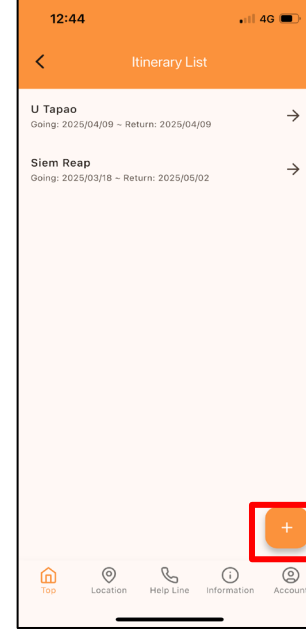 12:44 4G
Itinerary List
U Tapao
Going: 2025/04/09 ~ Return: 2025/04/09
Siem Reap
Going: 2025/03/18 ~ Return: 2025/05/02
+
Top Location Help Line Information Account